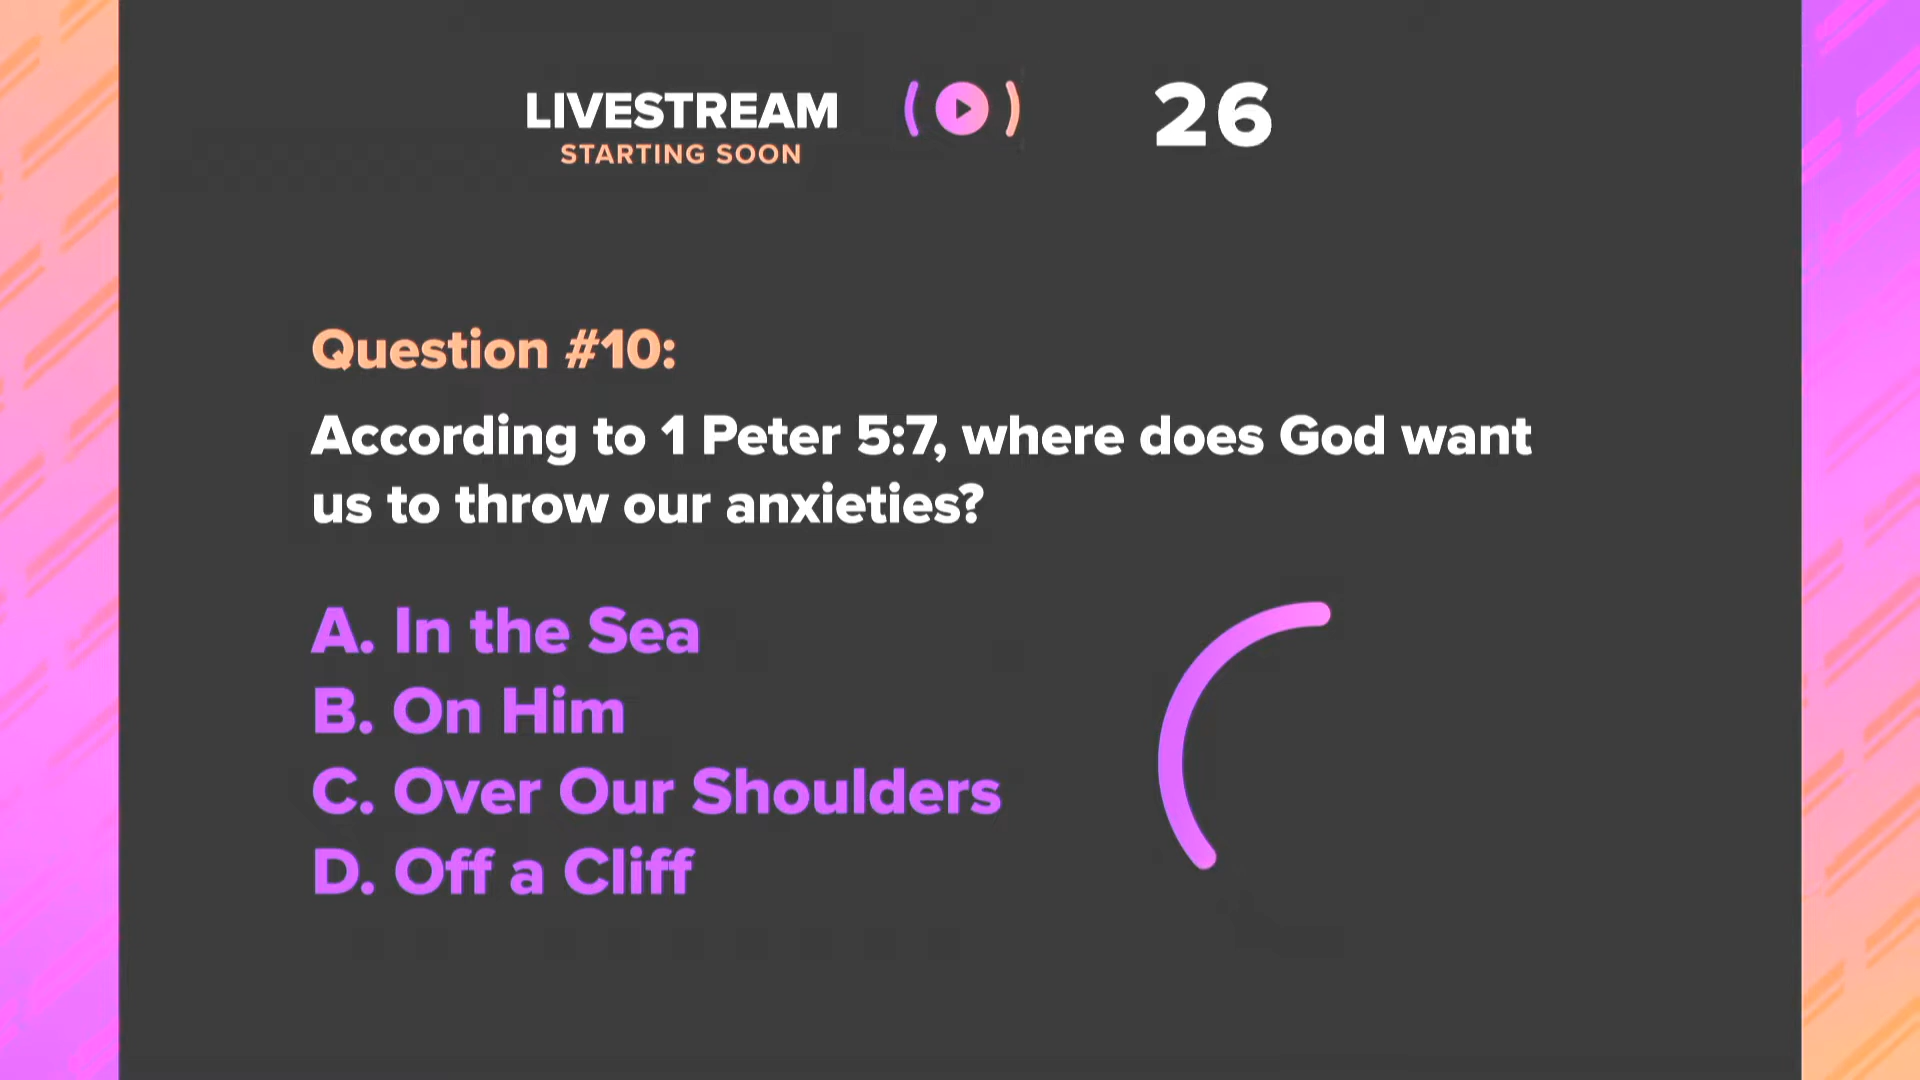 LIVESTREAM
STARTING SOON
26
Question #10:
According to 1 Peter 5:7, where does God want
us to throw our anxieties?
A. In the Sea
B. On Him
C. Over Our Shoulders
D. Off a Cliff